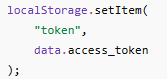 localStorage.setItem(
    "token",
    data.access_token
);